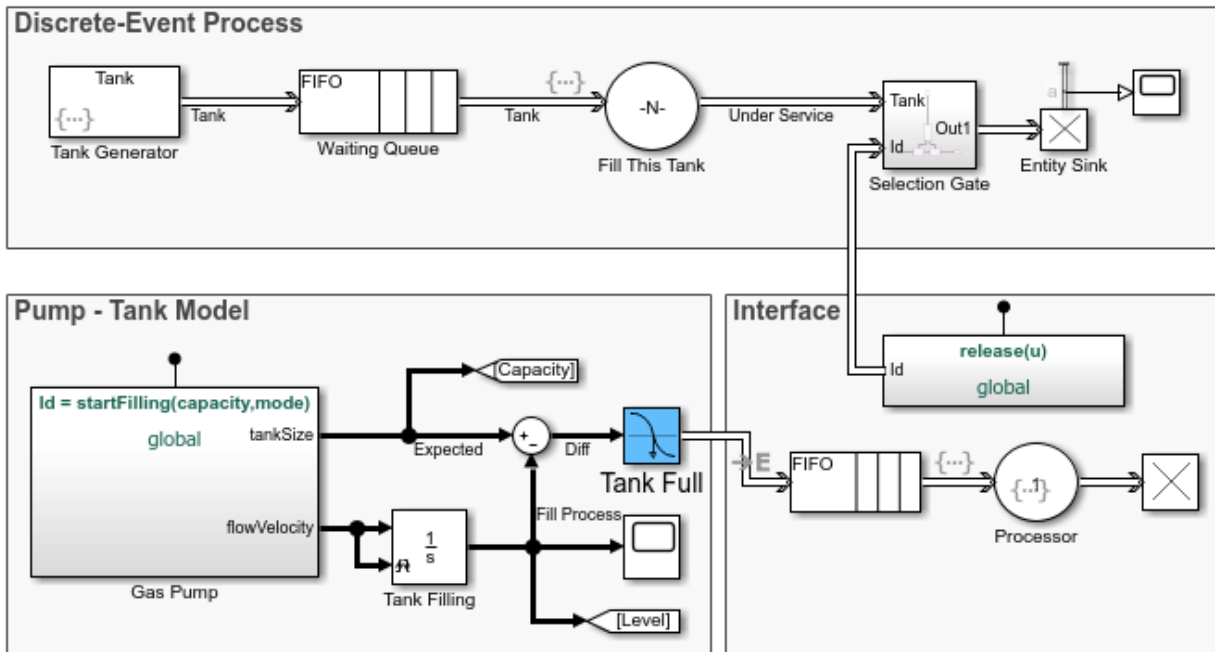 Discrete-Event Process
Tank
{...}
Tank Generator
Tank
FIFO
Waiting Queue
Tank
{...}
-N-
Fill This Tank
Under Service
Tank
Id
Out1
Selection Gate
a
Entity Sink
Pump - Tank Model
Id = startFilling(capacity,mode)
global
tankSize
flowVelocity
Gas Pump
[Capacity]
Expected
+
-
Diff
Tank Full
1
s
Tank Filling
Fill Process
[Level]
Interface
release(u)
global
Id
E
FIFO
{...}
{..1}
Processor